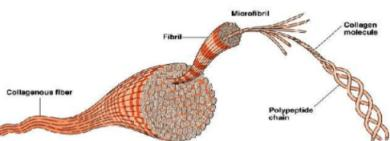 Microfibril
Fibril
Collagen
molecule
Collagenous fiber
Polypeptide
chain